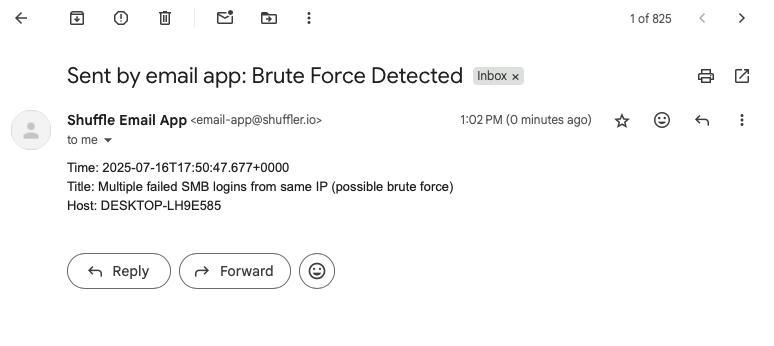 1 of 825
Sent by email app: Brute Force Detected Inbox ×
Shuffle Email App <email-app@shuffler.io> 1:02 PM (0 minutes ago)
to me
Time: 2025-07-16T17:50:47.677+0000
Title: Multiple failed SMB logins from same IP (possible brute force)
Host: DESKTOP-LH9E585
Reply Forward